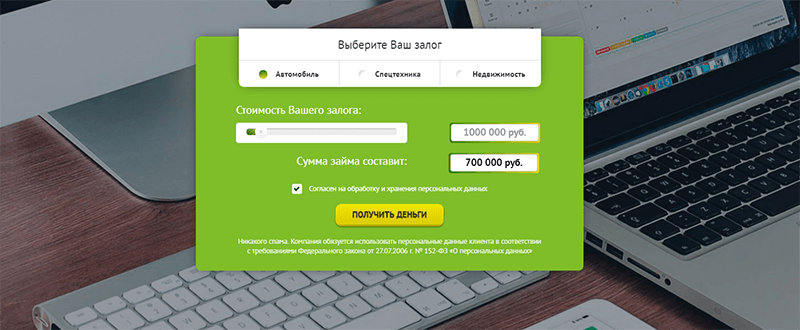 Выберите Ваш залог
Автомобиль Спецтехника Недвижимость
Стоимость Вашего залога:
1000 000 руб.
Сумма займа составит: 700 000 руб.
Согласен на обработку и хранения персональных данных
ПОЛУЧИТЬ ДЕНЬГИ
Никакого спама. Компания обязуется использовать персональные данные клиента в соответствии
с требованиями Федерального закона от 27.07.2006 г. № 152-ФЗ «О персональных данных»